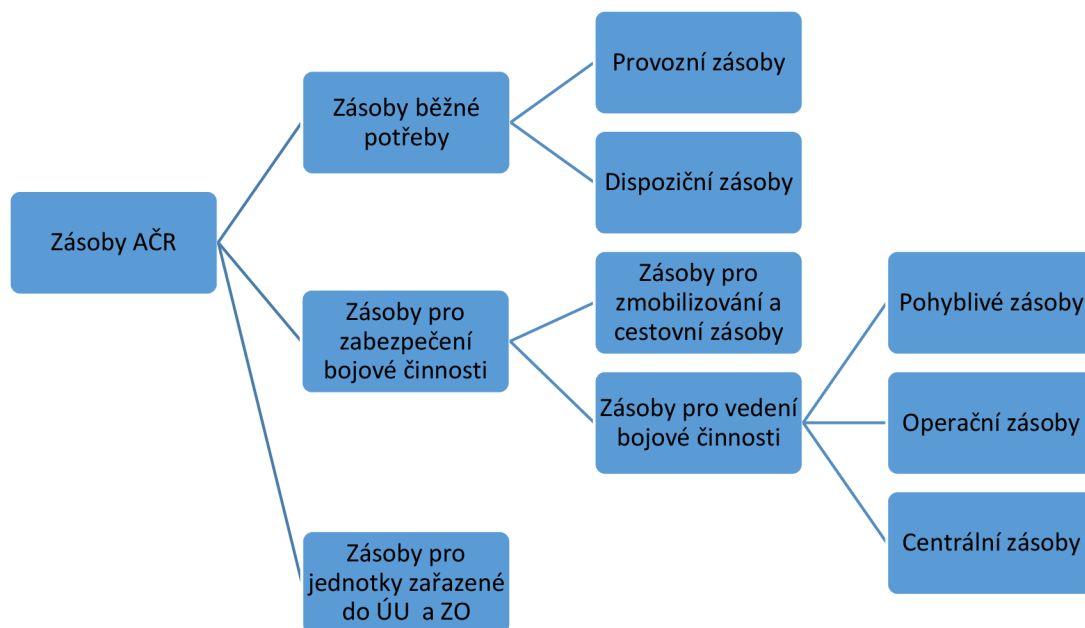 Zásoby AČR
Zásoby běžné
potřeby
Provozní zásoby
Dispoziční zásoby
Zásoby pro
zabezpečení
bojové činnosti
Zásoby pro
zmobilizování a
cestovní zásoby
Zásoby pro vedení
bojové činnosti
Pohyblivé zásoby
Operační zásoby
Centrální zásoby
Zásoby pro
jednotky zařazené
do ÚU a ZO